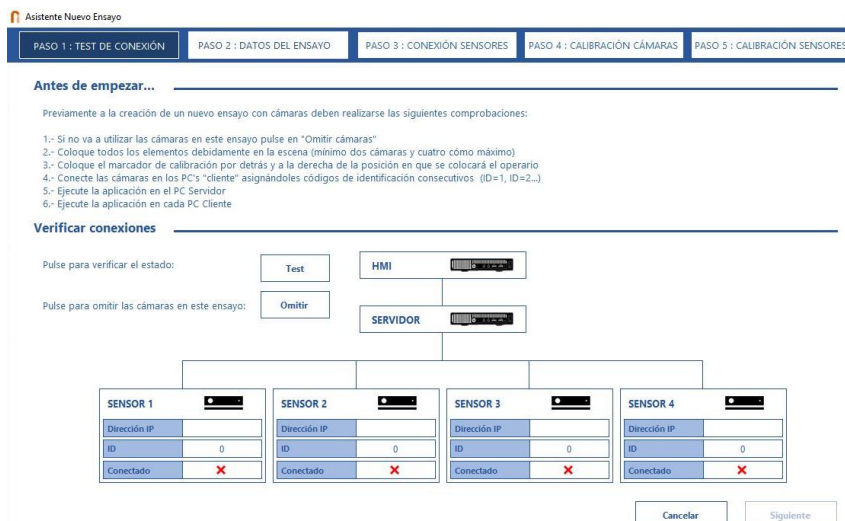 Asistente Nuevo Ensayo
PASO 1 : TEST DE CONEXIÓN
PASO 2 : DATOS DEL ENSAYO
PASO 3 : CONEXIÓN SENSORES
PASO 4 : CALIBRACIÓN CÁMARAS
PASO 5 : CALIBRACIÓN SENSORES
Antes de empezar...
Previamente a la creación de un nuevo ensayo con cámaras deben realizarse las siguientes comprobaciones:
1.- Si no va a utilizar las cámaras en este ensayo pulse en "Omitir cámaras"
2.- Coloque todos los elementos debidamente en la escena (mínimo dos cámaras y cuatro cómo máximo)
3.- Coloque el marcador de calibración por detrás y a la derecha de la posición en que se colocará el operario
4.- Conecte las cámaras en los PC's "cliente" asignándoles códigos de identificación consecutivos (ID=1, ID=2...)
5.- Ejecute la aplicación en el PC Servidor
6.- Ejecute la aplicación en cada PC Cliente
Verificar conexiones
Pulse para verificar el estado:
Test
HMI
Pulse para omitir las cámaras en este ensayo:
Omitir
SERVIDOR
SENSOR 1
Dirección IP
ID 0
Conectado
SENSOR 2
Dirección IP
ID 0
Conectado
SENSOR 3
Dirección IP
ID 0
Conectado
SENSOR 4
Dirección IP
ID 0
Conectado
Cancelar
Siguiente